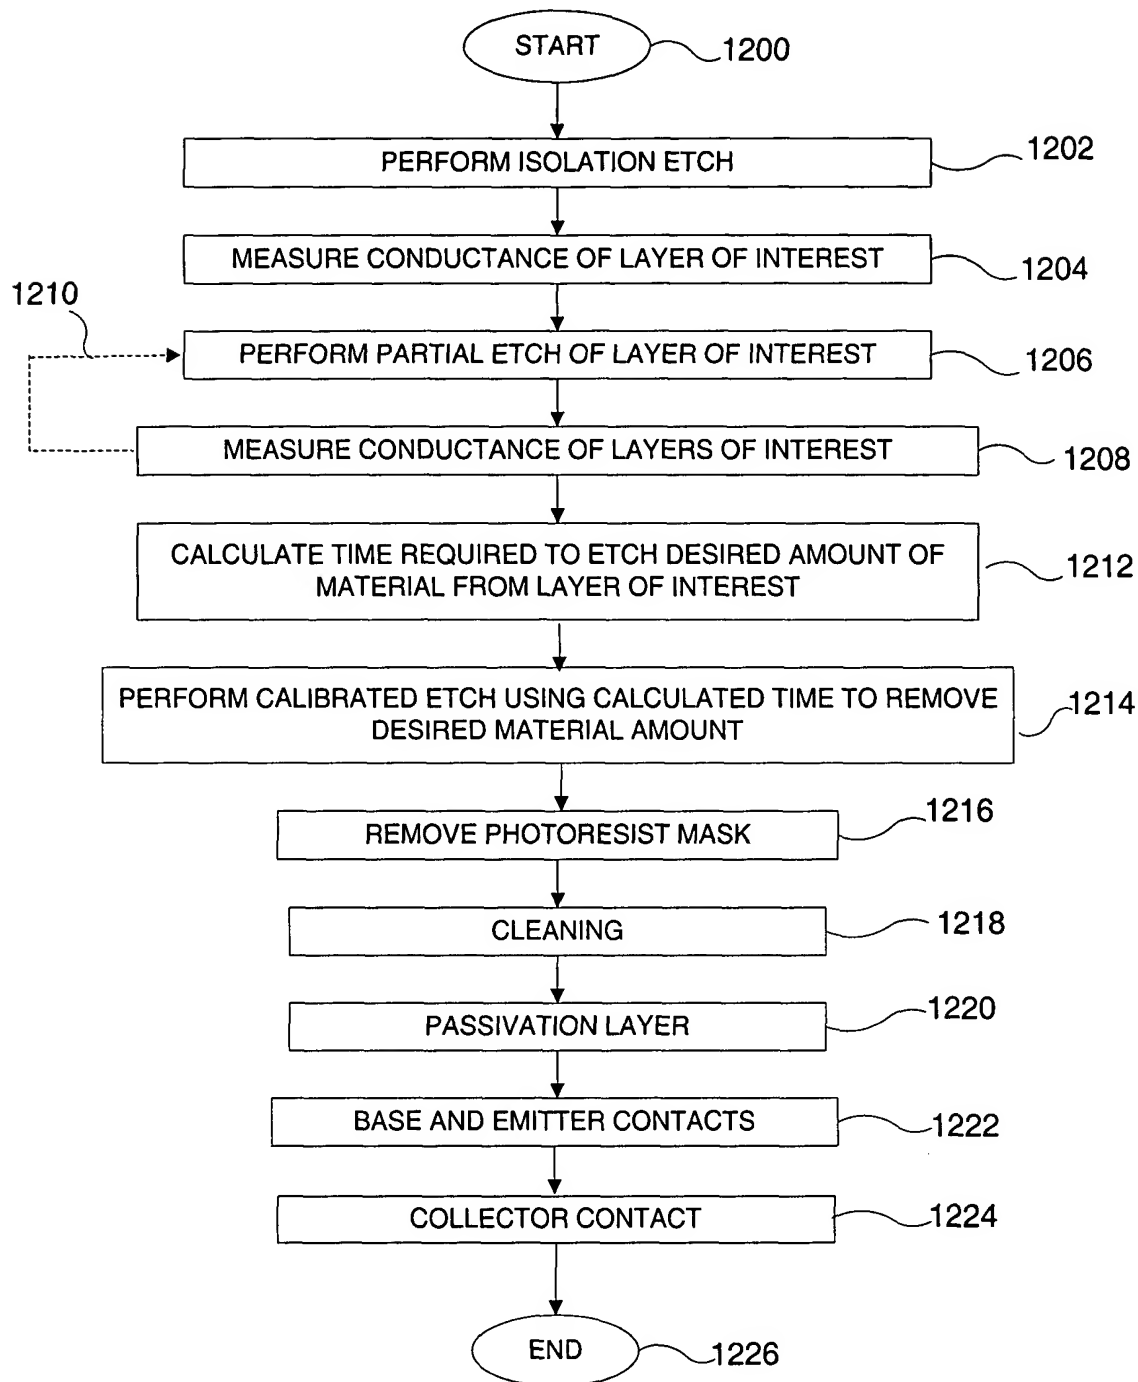 START
1200
PERFORM ISOLATION ETCH
1202
MEASURE CONDUCTANCE OF LAYER OF INTEREST
1204
1210
PERFORM PARTIAL ETCH OF LAYER OF INTEREST
1206
MEASURE CONDUCTANCE OF LAYERS OF INTEREST
1208
CALCULATE TIME REQUIRED TO ETCH DESIRED AMOUNT OF
MATERIAL FROM LAYER OF INTEREST
1212
PERFORM CALIBRATED ETCH USING CALCULATED TIME TO REMOVE
DESIRED MATERIAL AMOUNT
1214
REMOVE PHOTORESIST MASK
1216
CLEANING
1218
PASSIVATION LAYER
1220
BASE AND EMITTER CONTACTS
1222
COLLECTOR CONTACT
1224
END
1226